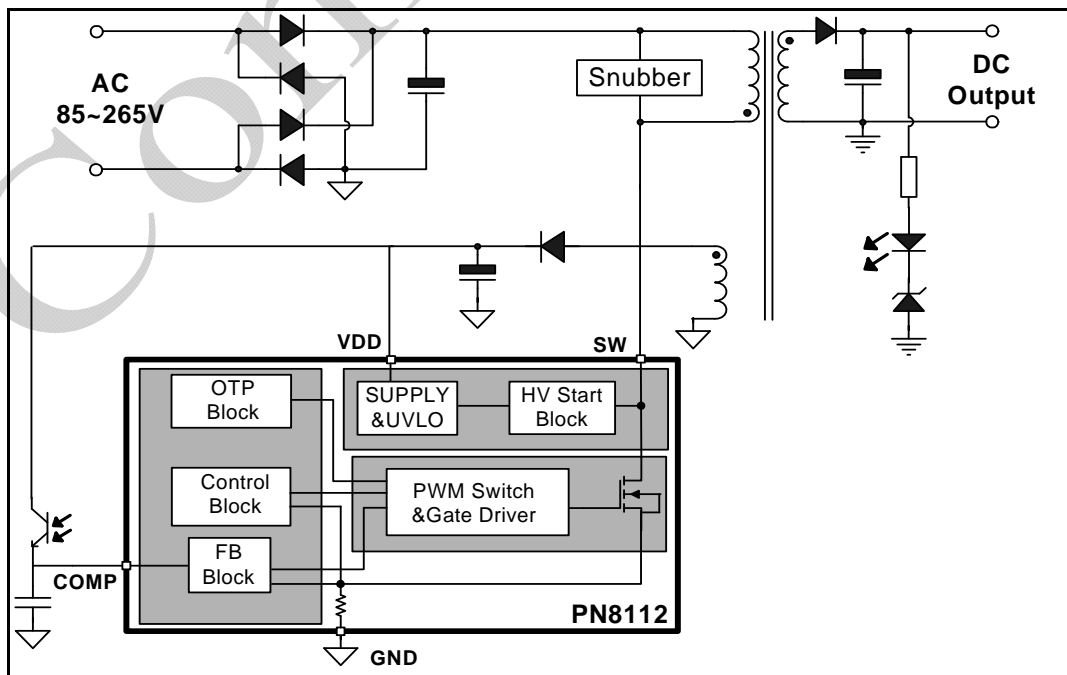 AC
85~265V
Snubber
DC
Output
VDD
SW
OTP
Block
SUPPLY
&UVLO
HV Start
Block
Control
Block
PWM Switch
&Gate Driver
FB
Block
COMP
PN8112
GND